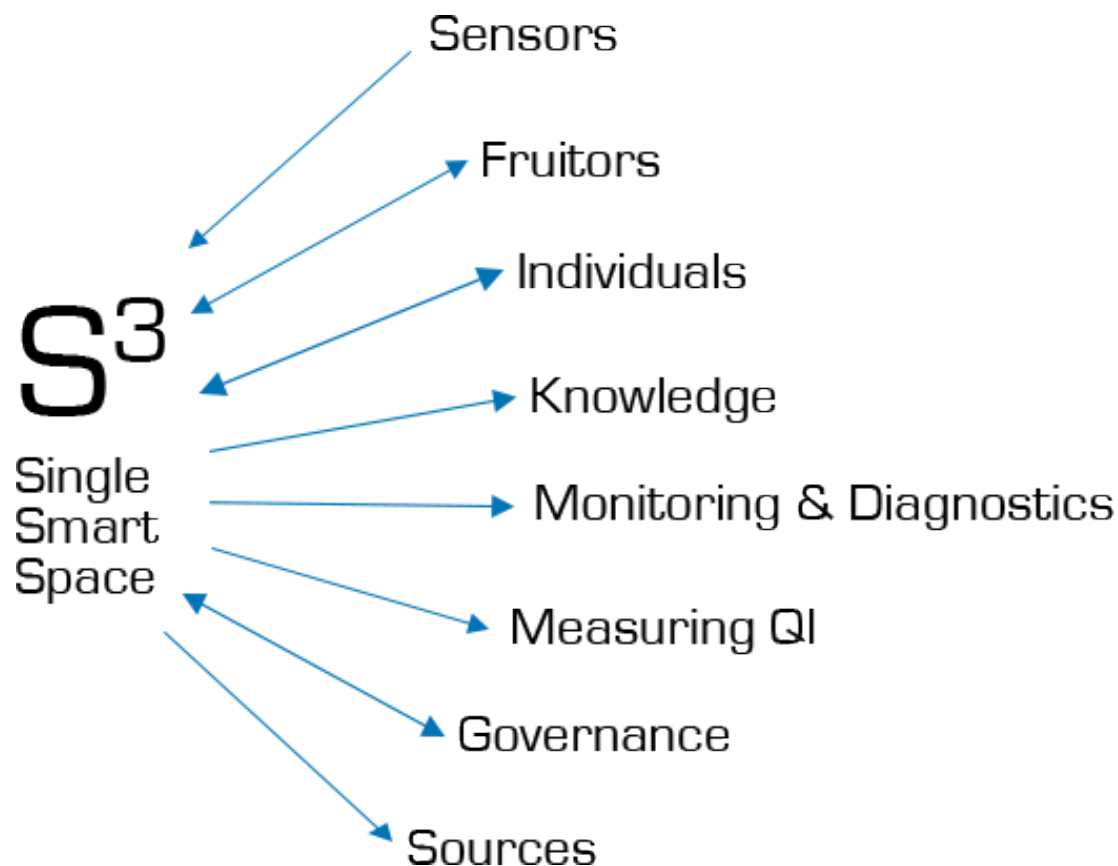 Sensors
Fruitors
Individuals
S³
Knowledge
Single
Smart
Space
Monitoring & Diagnostics
Measuring QI
Governance
Sources